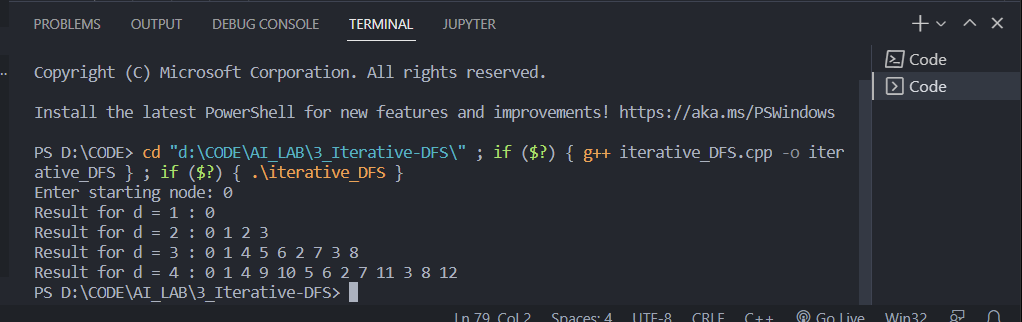 PROBLEMS OUTPUT DEBUG CONSOLE TERMINAL JUPYTER
Copyright (C) Microsoft Corporation. All rights reserved.
Install the latest PowerShell for new features and improvements! https://aka.ms/PSWindows
PS D:\CODE> cd "d:\CODE\AI_LAB\3_Iterative-DFS\" ; if ($?) { g++ iterative_DFS.cpp -o iter
ative_DFS } ; if ($?) { .\iterative_DFS }
Enter starting node: 0
Result for d = 1 : 0
Result for d = 2 : 0 1 2 3
Result for d = 3 : 0 1 4 5 6 2 7 3 8
Result for d = 4 : 0 1 4 9 10 5 6 2 7 11 3 8 12
PS D:\CODE\AI_LAB\3_Iterative-DFS>
Code
Code
Ln 79, Col 2 Spaces: 4 UTF-8 CRLF C++ Go Live Win32